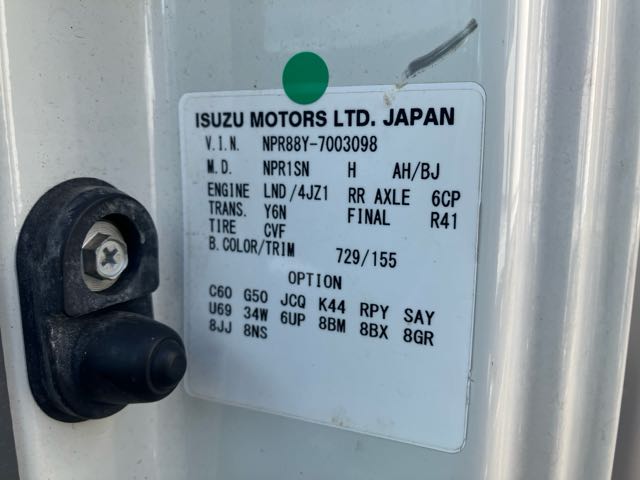 ISUZU MOTORS LTD. JAPAN
V.I.N. NPR88Y-7003098
M.D. NPR1SN H AH/BJ
ENGINE LND/4JZ1 RR AXLE 6CP
TRANS. Y6N FINAL R41
TIRE CVF
B.COLOR/TRIM 729/155
OPTION
C60 G50 JCQ K44 RPY SAY
U69 34W 6UP 8BM 8BX 8GR
8JJ 8NS